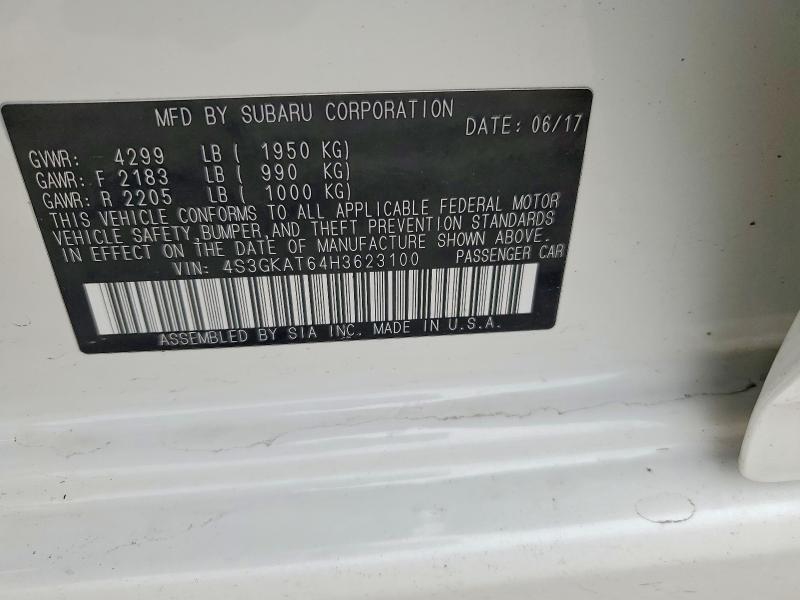 MFD BY SUBARU CORPORATION
DATE: 06/17
GVWR: 4299 LB ( 1950 KG)
GAWR: F 2183 LB ( 990 KG)
GAWR: R 2205 LB ( 1000 KG)
THIS VEHICLE CONFORMS TO ALL APPLICABLE FEDERAL MOTOR
VEHICLE SAFETY, BUMPER, AND THEFT PREVENTION STANDARDS
IN EFFECT ON THE DATE OF MANUFACTURE SHOWN ABOVE.
VIN: 4S3GKAT64H3623100 PASSENGER CAR
ASSEMBLED BY SIA INC. MADE IN U.S.A.